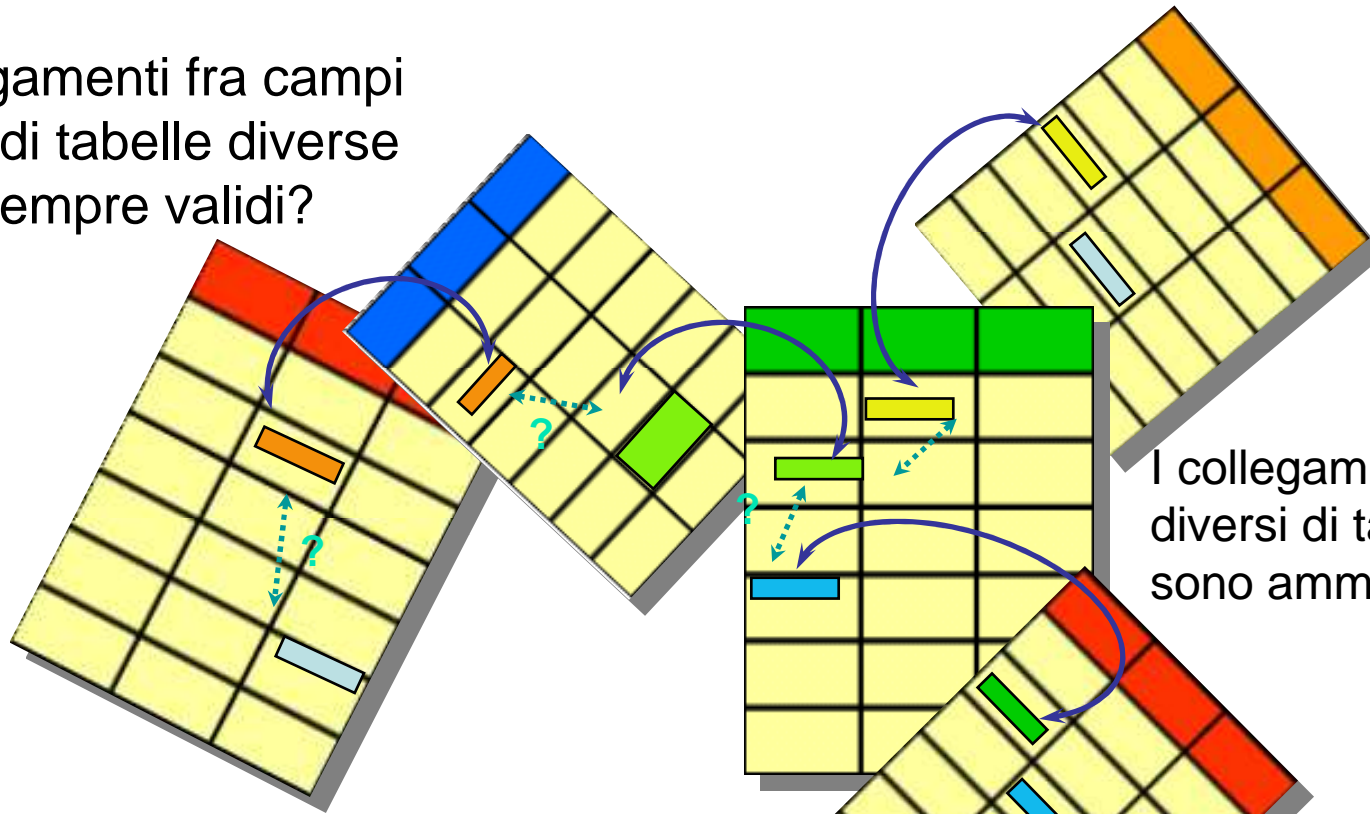 gamenti fra campi
di tabelle diverse
empre validi?
?
?
?
I collegam
diversi di ta
sono amm